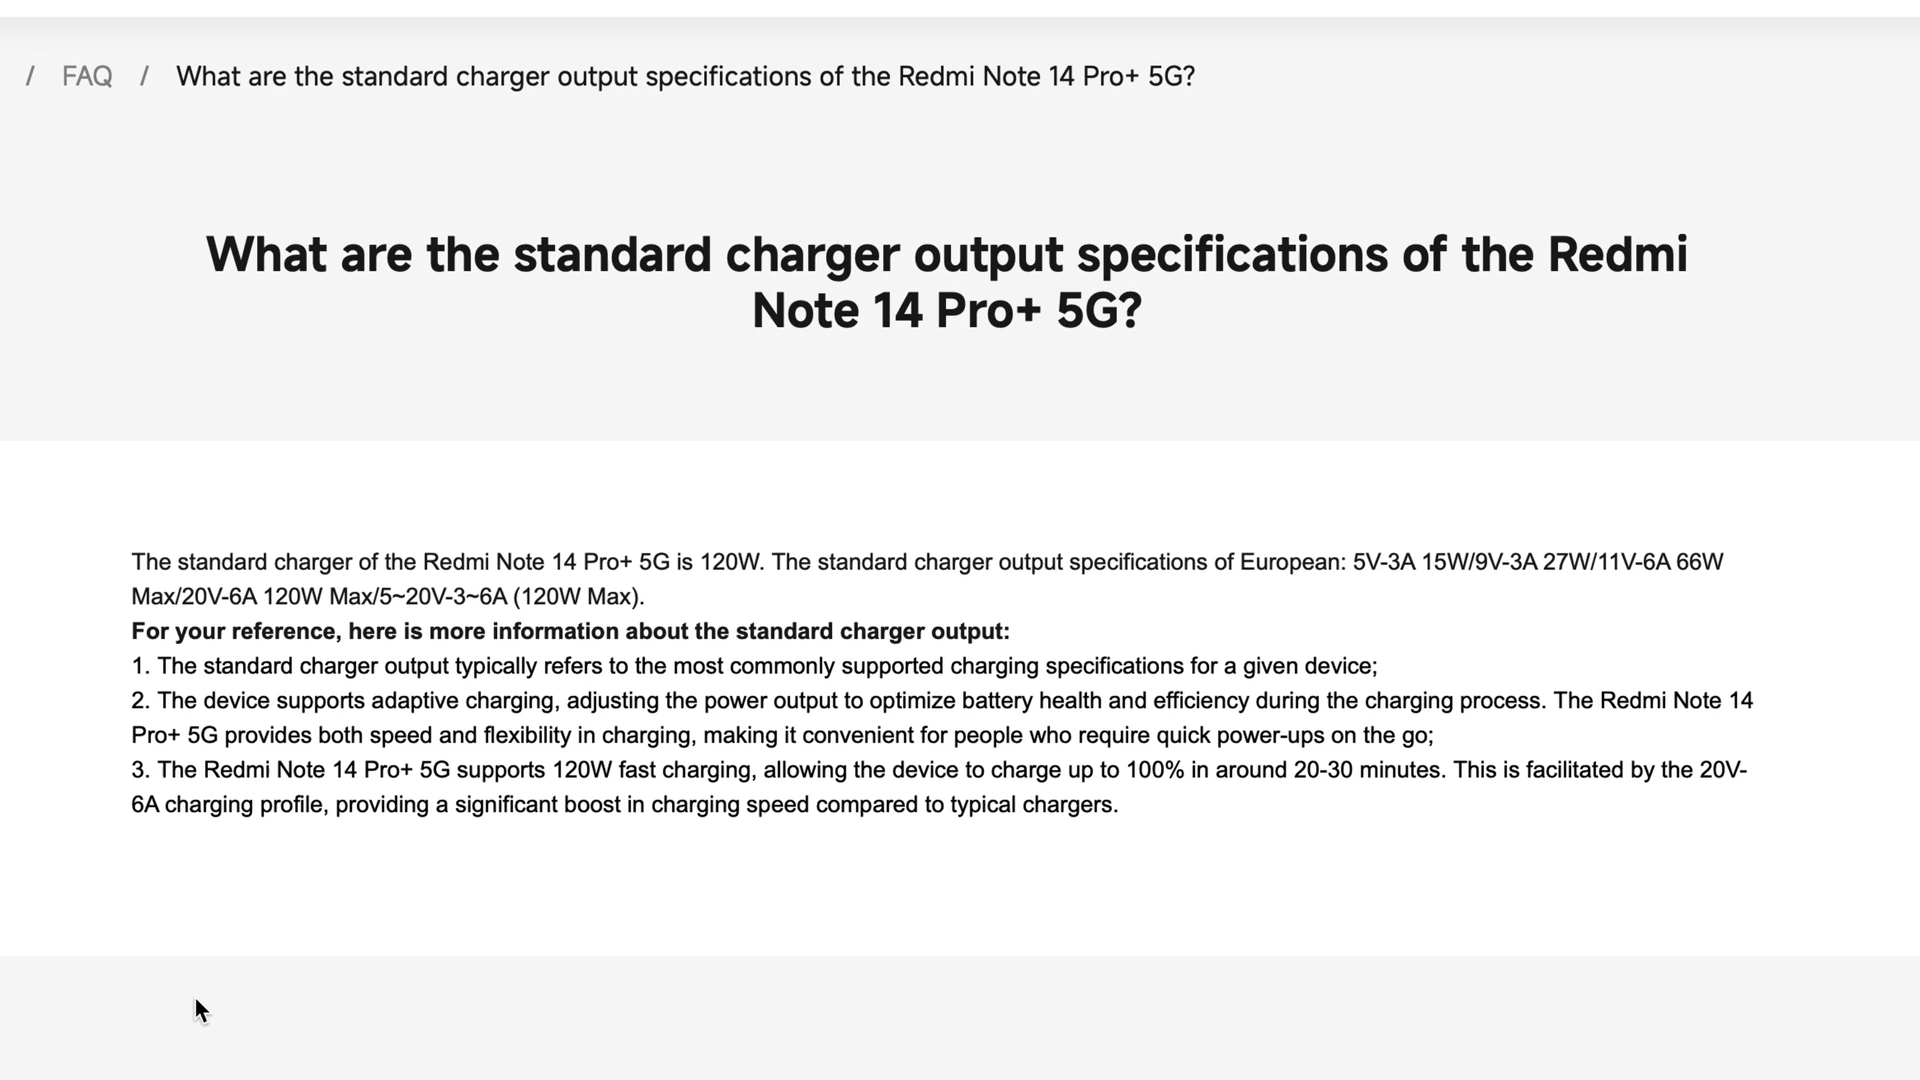 / FAQ / What are the standard charger output specifications of the Redmi Note 14 Pro+ 5G?
What are the standard charger output specifications of the Redmi
Note 14 Pro+ 5G?
The standard charger of the Redmi Note 14 Pro+ 5G is 120W. The standard charger output specifications of European: 5V-3A 15W/9V-3A 27W/11V-6A 66W
Max/20V-6A 120W Max/5~20V-3~6A (120W Max).
For your reference, here is more information about the standard charger output:
1. The standard charger output typically refers to the most commonly supported charging specifications for a given device;
2. The device supports adaptive charging, adjusting the power output to optimize battery health and efficiency during the charging process. The Redmi Note 14
Pro+ 5G provides both speed and flexibility in charging, making it convenient for people who require quick power-ups on the go;
3. The Redmi Note 14 Pro+ 5G supports 120W fast charging, allowing the device to charge up to 100% in around 20-30 minutes. This is facilitated by the 20V-
6A charging profile, providing a significant boost in charging speed compared to typical chargers.